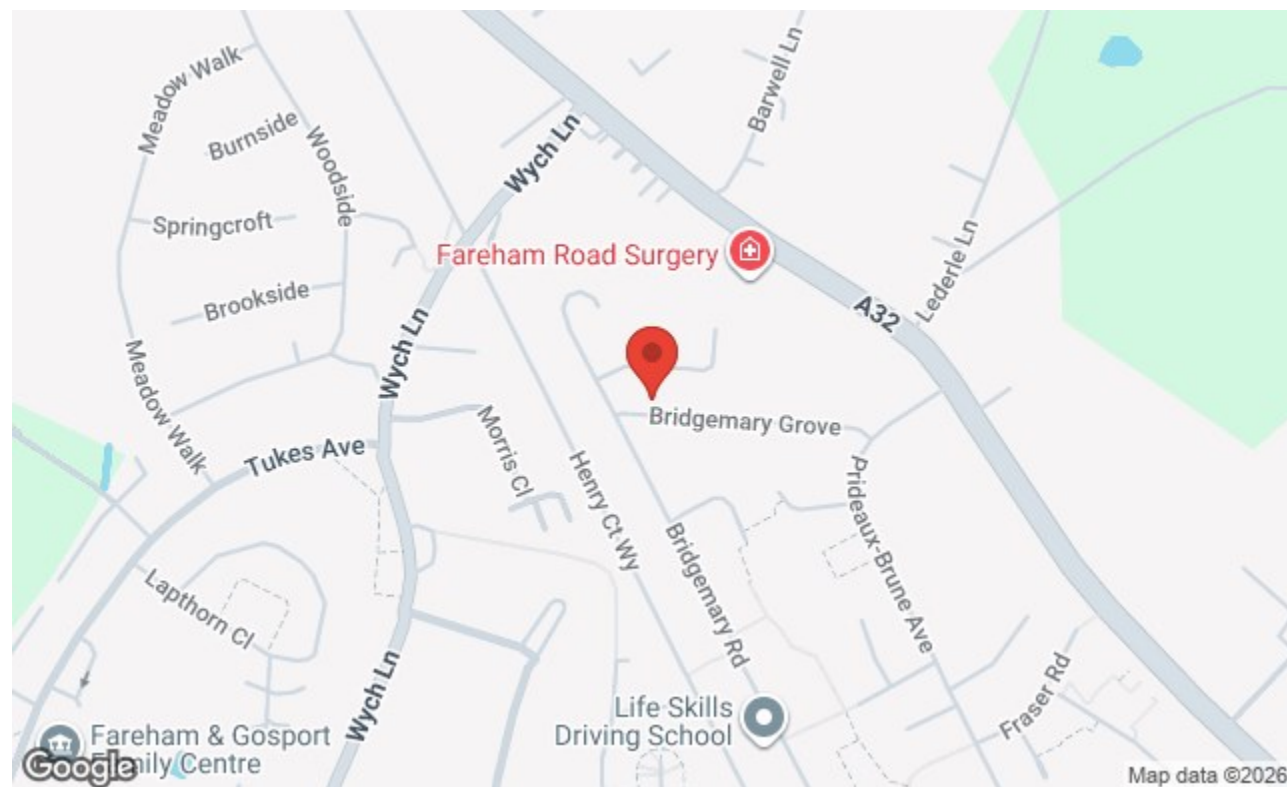 Meadow Walk
Burnside
Woodside
Wych Ln
Barwell Ln
Springcroft
Fareham Road Surgery
Lederle Ln
Brookside
A32
Wych Ln
Meadow Walk
Bridgemary Grove
Tukes Ave
Morris Cl
Henry Ct Wy
Prideaux-Brune Ave
Bridgemary Rd
Lapthorn Cl
Wych Ln
Fraser Rd
Life Skills
Driving School
Fareham & Gosport
Family Centre
Google
Map data ©2026